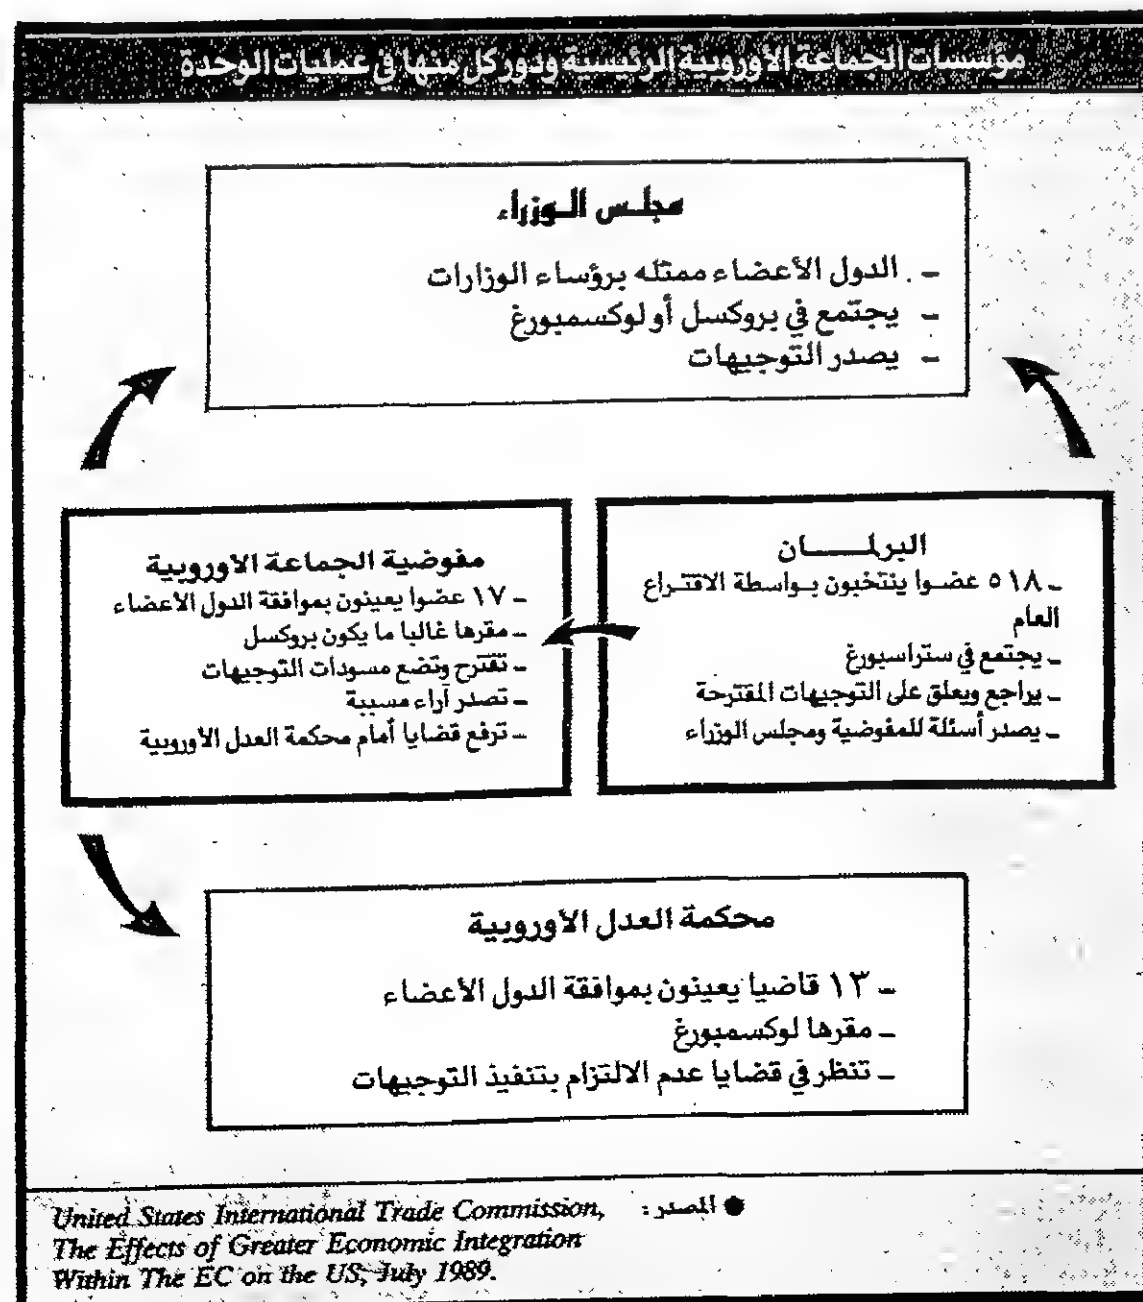 مؤسسات الجماعة الأوروبية الرئيسية ودور كل منها في عمليات الوحدة
مجلس الوزراء
- الدول الأعضاء ممثله برؤساء الوزارات
- يجتمع في بروكسل أو لوكسمبورغ
- يصدر التوجيهات
البرلمــــــان
- ٥١٨ عضوا ينتخبون بواسطة الاقتراع
العام
- يجتمع في ستراسبورغ
- يراجع ويعلق على التوجيهات المقترحة
- يصدر أسئلة للمفوضية ومجلس الوزراء
مفوضية الجماعة الاوروبية
- ١٧ عضوا يعينون بموافقة الدول الأعضاء
- مقرها غالبا ما يكون بروكسل
- تقترح وتضع مسودات التوجيهات
- تصدر آراء مسببة
- ترفع قضايا أمام محكمة العدل الأوروبية
محكمة العدل الاوروبية
- ١٣ قاضيا يعينون بموافقة الدول الأعضاء
- مقرها لوكسمبورغ
- تنظر في قضايا عدم الالتزام بتنفيذ التوجيهات
● المصدر: United States International Trade Commission,
The Effects of Greater Economic Integration
Within The EC on the US, July 1989.